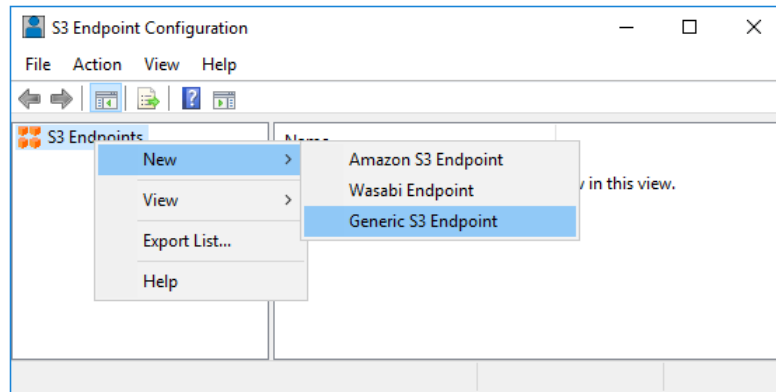 S3 Endpoint Configuration
File Action View Help
S3 Endpoints
Name
New
Amazon S3 Endpoint
Wasabi Endpoint
in this view.
View
Generic S3 Endpoint
Export List...
Help